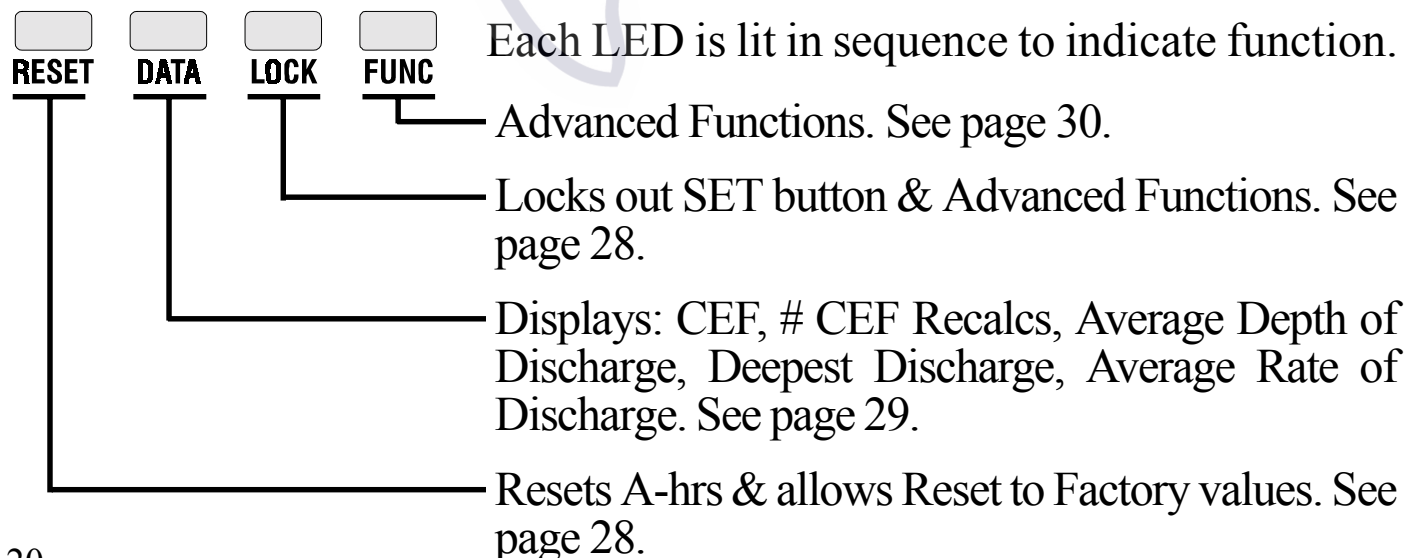 Each LED is lit in sequence to indicate function.
RESET DATA LOCK FUNC
Advanced Functions. See page 30.
Locks out SET button & Advanced Functions. See
page 28.
Displays: CEF, # CEF Recalcs, Average Depth of
Discharge, Deepest Discharge, Average Rate of
Discharge. See page 29.
Resets A-hrs & allows Reset to Factory values. See
page 28.